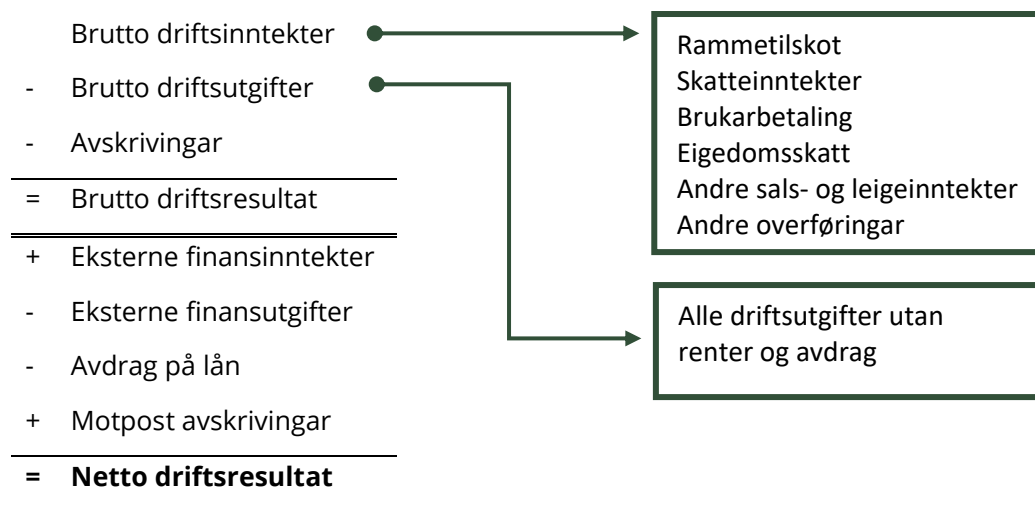 Brutto driftsinntekter
- Brutto driftsutgifter
- Avskrivingar
= Brutto driftsresultat
+ Eksterne finansinntekter
- Eksterne finansutgifter
- Avdrag på lån
+ Motpost avskrivingar
= Netto driftsresultat
Rammetilskot
Skatteinntekter
Brukarbetaling
Eigedomsskatt
Andre sals- og leigeinntekter
Andre overføringar
Alle driftsutgifter utan
renter og avdrag